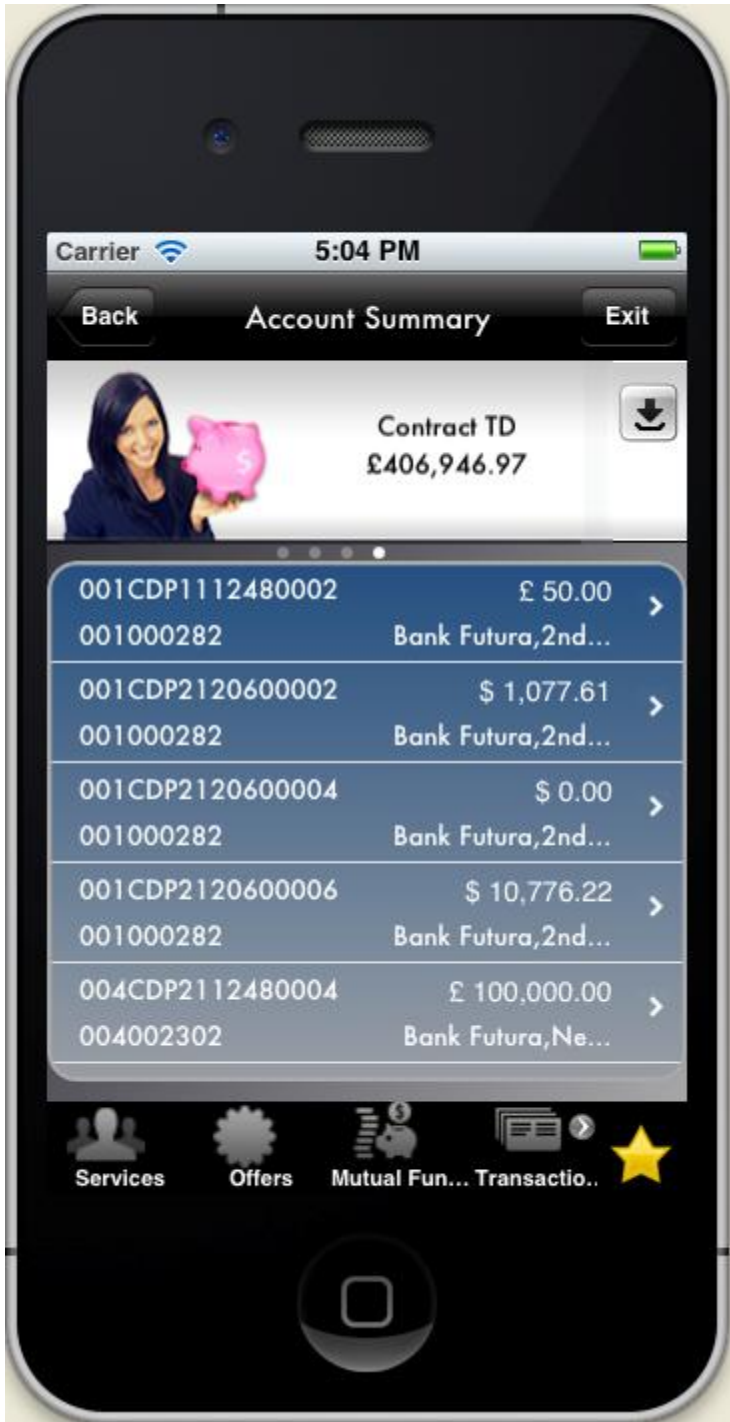 Carrier 5:04 PM
Back Account Summary Exit
Contract TD
£406,946.97
001CDP1112480002 £ 50.00
001000282 Bank Futura,2nd...
001CDP2120600002 $ 1,077.61
001000282 Bank Futura,2nd...
001CDP2120600004 $ 0.00
001000282 Bank Futura,2nd...
001CDP2120600006 $ 10,776.22
001000282 Bank Futura,2nd...
004CDP2112480004 £ 100,000.00
004002302 Bank Futura,Ne...
Services Offers Mutual Fun... Transactio..